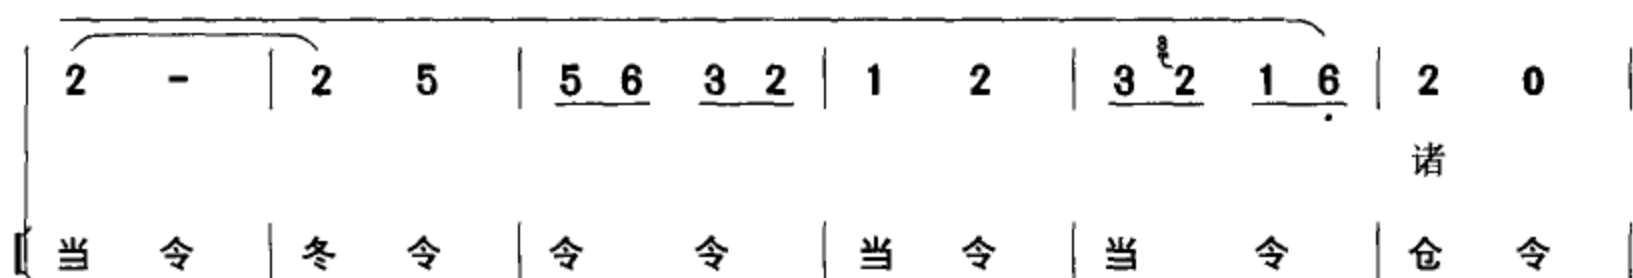 2 - | 2 5 | 5 6 3 2 | 1 2 | 3 3 2 1 6 | 2 0 |
诸
当 令 | 冬 令 | 令 令 | 当 令 | 当 令 | 仓 令 |